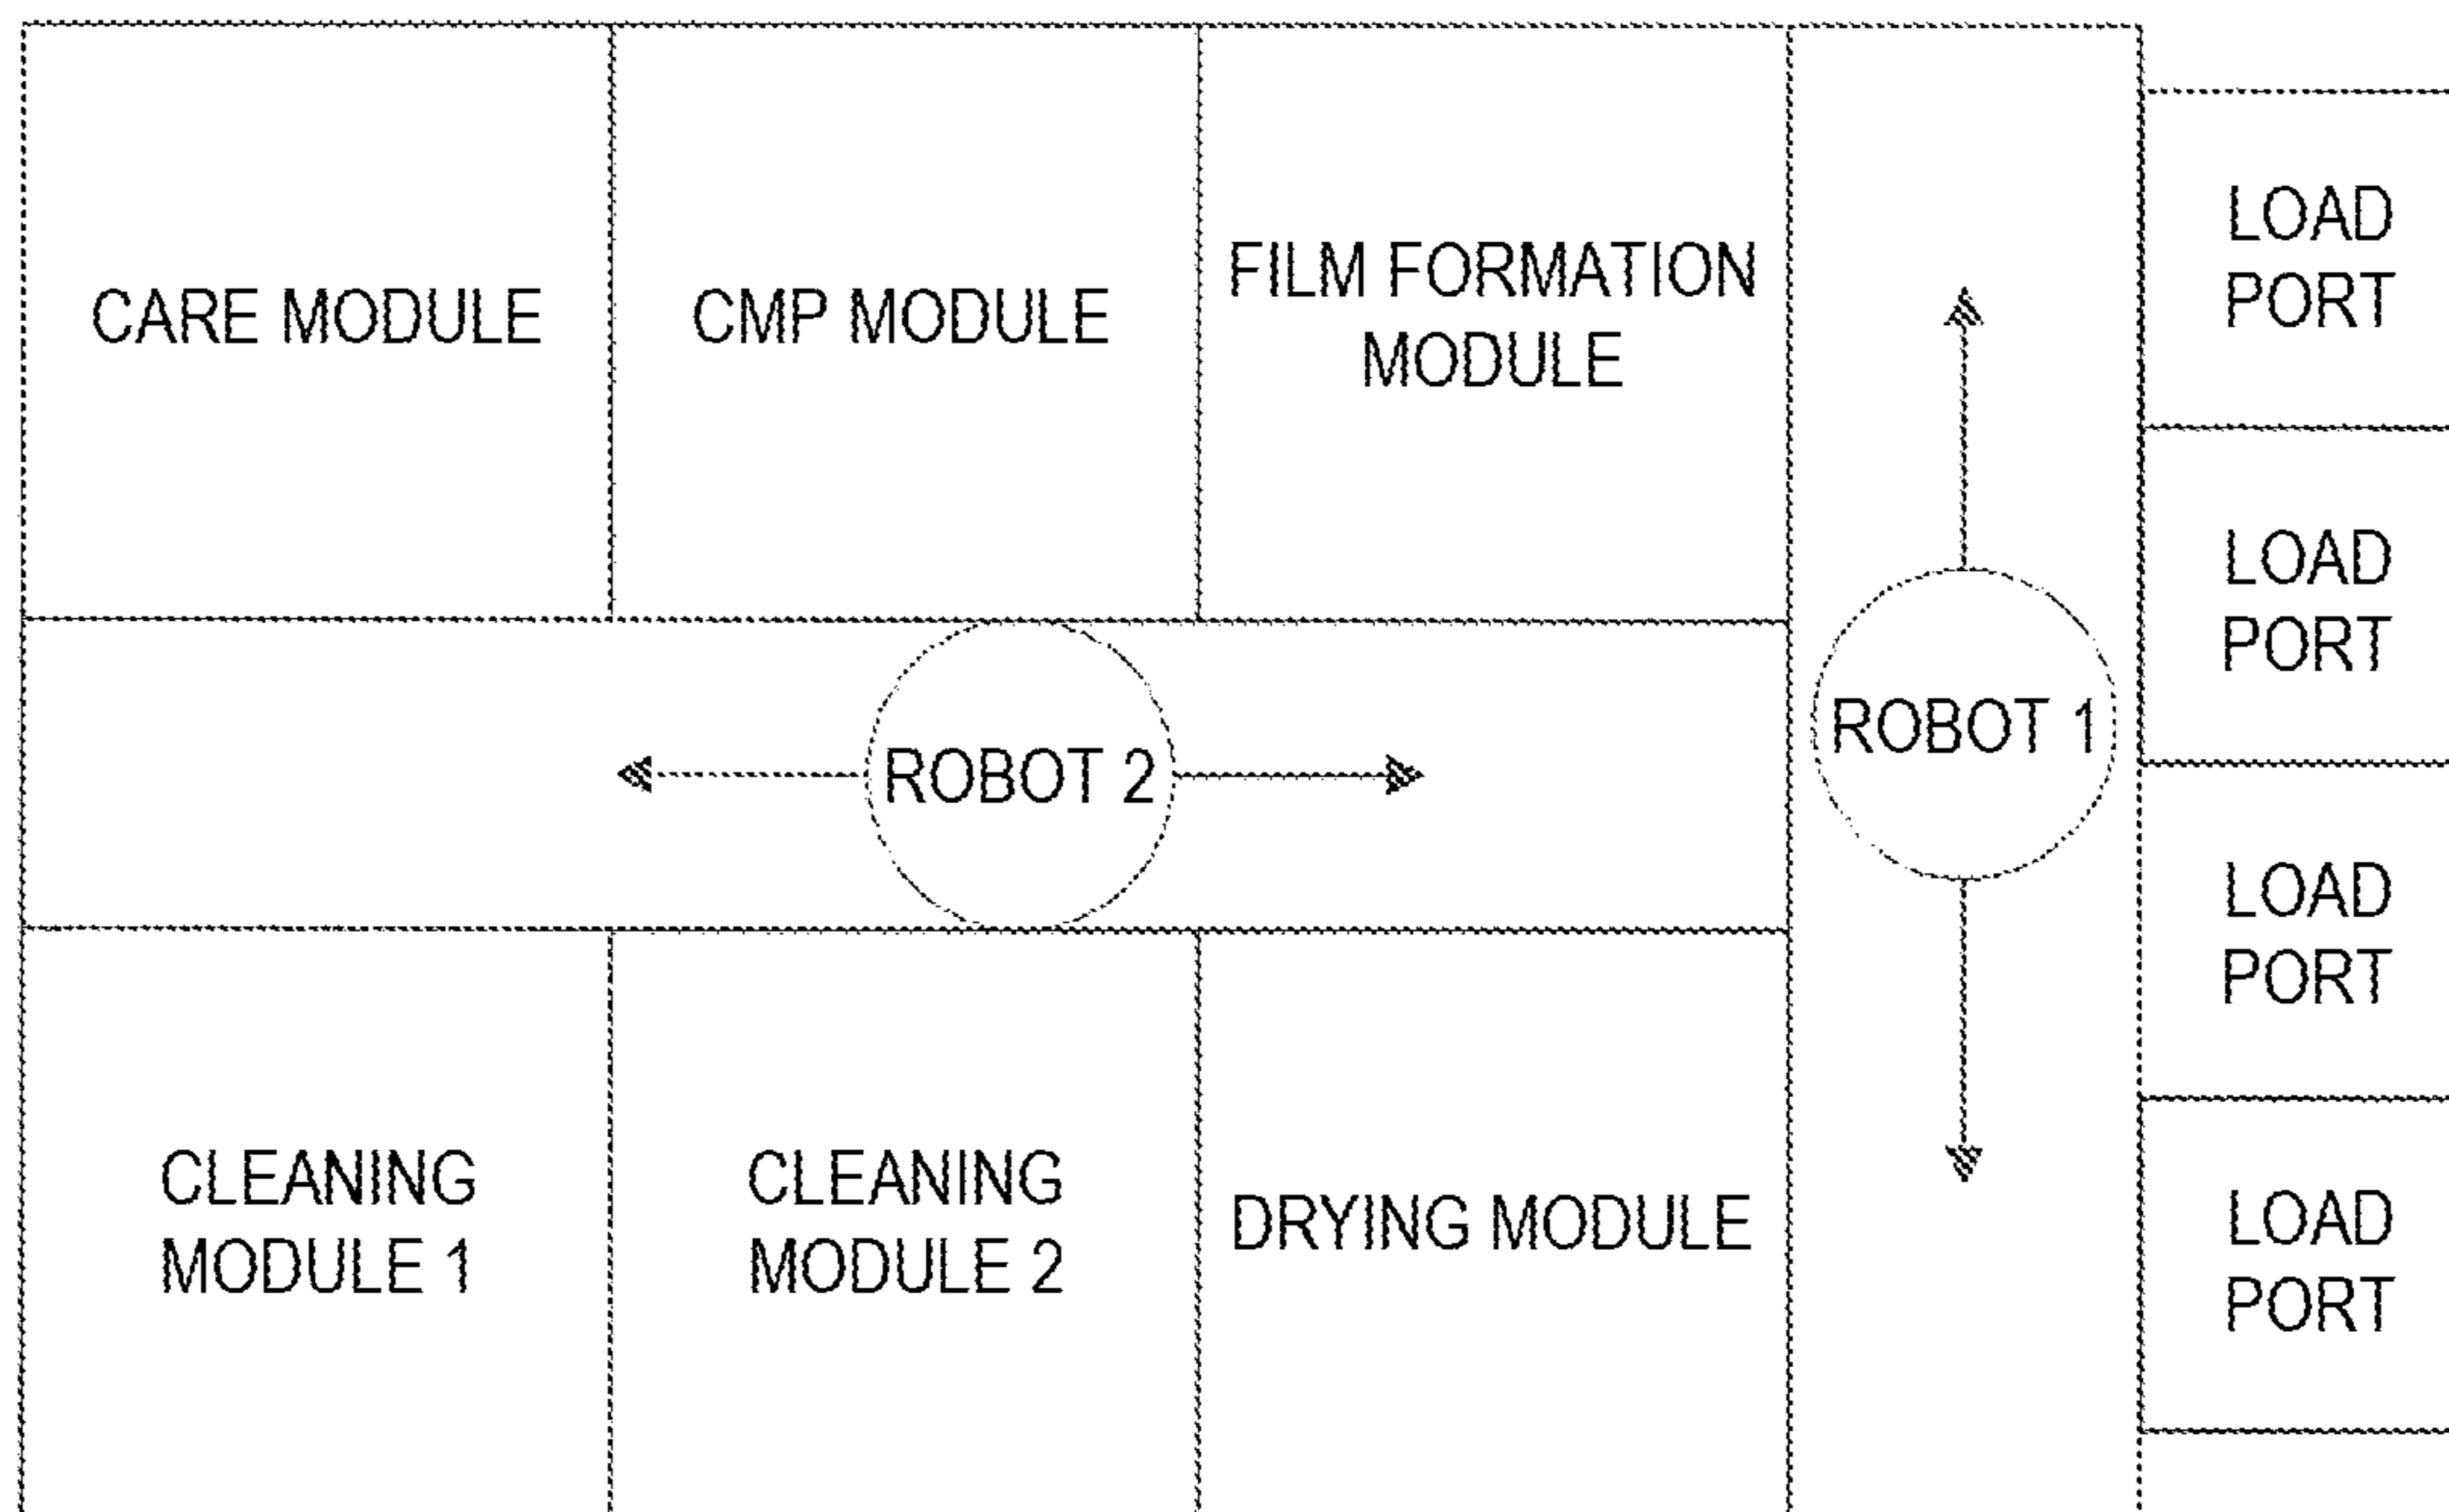 CARE MODULE
CMP MODULE
FILM FORMATION
MODULE
LOAD
PORT
LOAD
PORT
ROBOT 1
ROBOT 2
LOAD
PORT
CLEANING
MODULE 1
CLEANING
MODULE 2
DRYING MODULE
LOAD
PORT